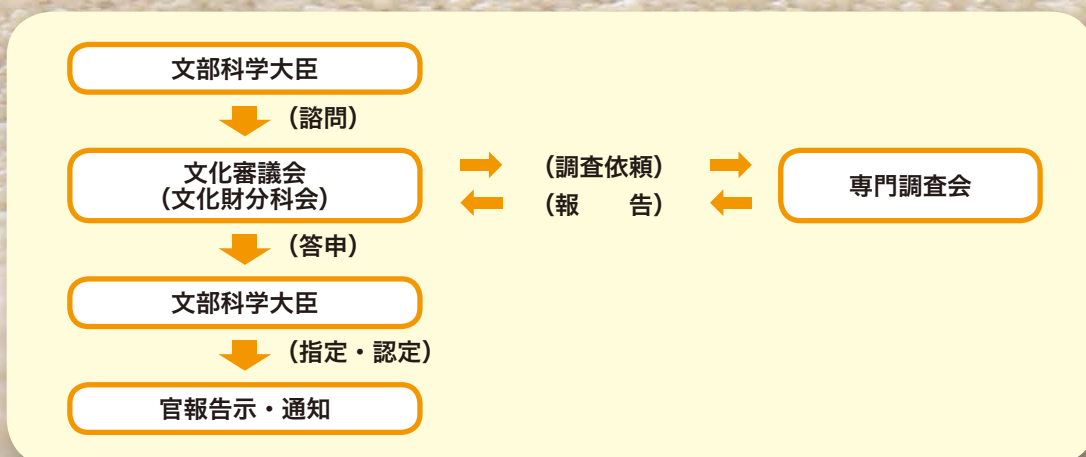 文部科学大臣
(諮問)
文化審議会
(文化財分科会)
(調査依頼)
(報　　告)
専門調査会
(答申)
文部科学大臣
(指定・認定)
官報告示・通知